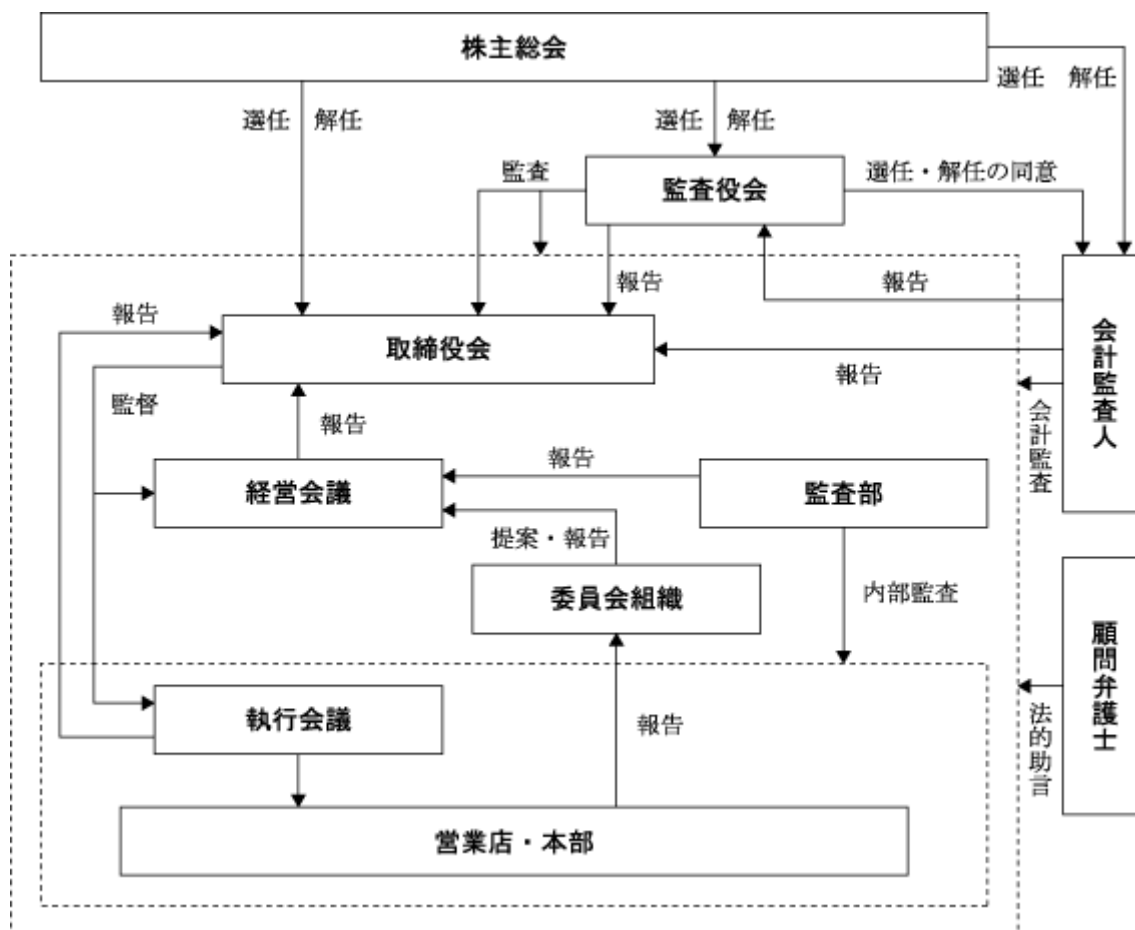 株主総会
選任 解任
選任 解任
選任 解任
監査
監査役会
選任・解任の同意
報告
報告
報告
取締役会
報告
会計監査人
監督
報告
会計監査
経営会議
報告
監査部
提案・報告
委員会組織
内部監査
顧問弁護士
執行会議
報告
法的助言
営業店・本部